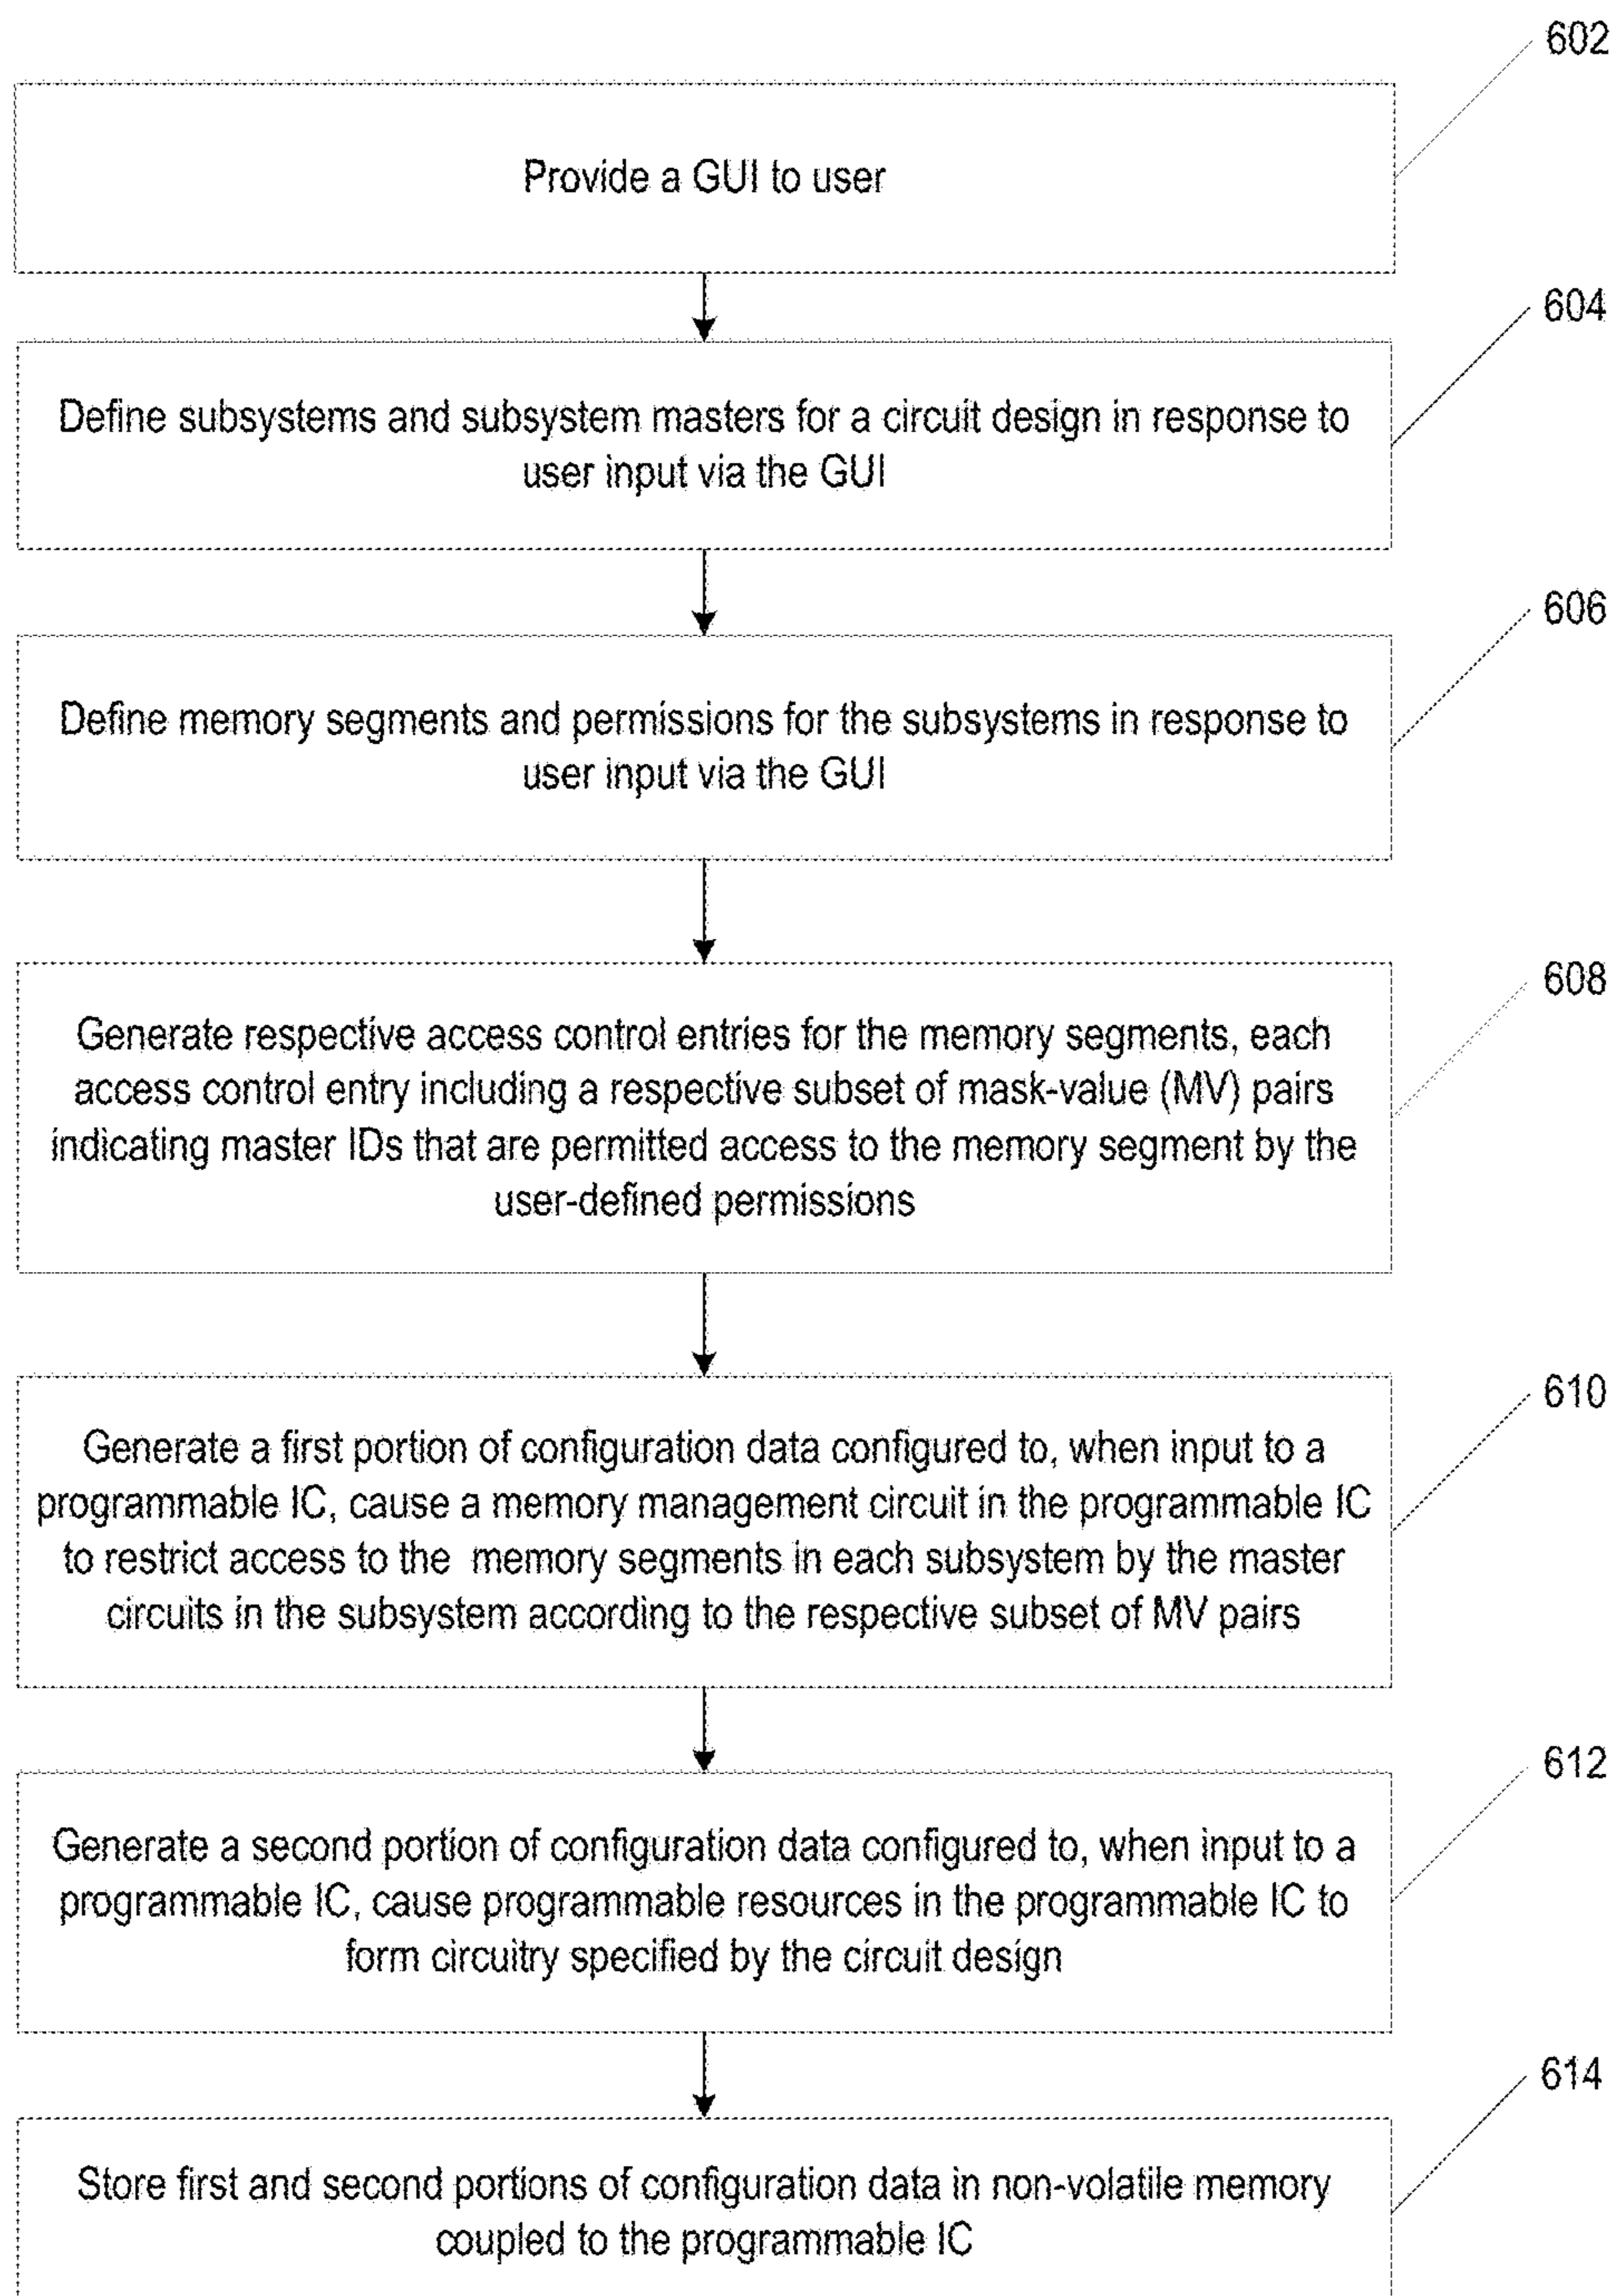 602
Provide a GUI to user
604
Define subsystems and subsystem masters for a circuit design in response to
user input via the GUI
606
Define memory segments and permissions for the subsystems in response to
user input via the GUI
608
Generate respective access control entries for the memory segments, each
access control entry including a respective subset of mask-value (MV) pairs
indicating master IDs that are permitted access to the memory segment by the
user-defined permissions
610
Generate a first portion of configuration data configured to, when input to a
programmable IC, cause a memory management circuit in the programmable IC
to restrict access to the memory segments in each subsystem by the master
circuits in the subsystem according to the respective subset of MV pairs
612
Generate a second portion of configuration data configured to, when input to a
programmable IC, cause programmable resources in the programmable IC to
form circuitry specified by the circuit design
614
Store first and second portions of configuration data in non-volatile memory
coupled to the programmable IC